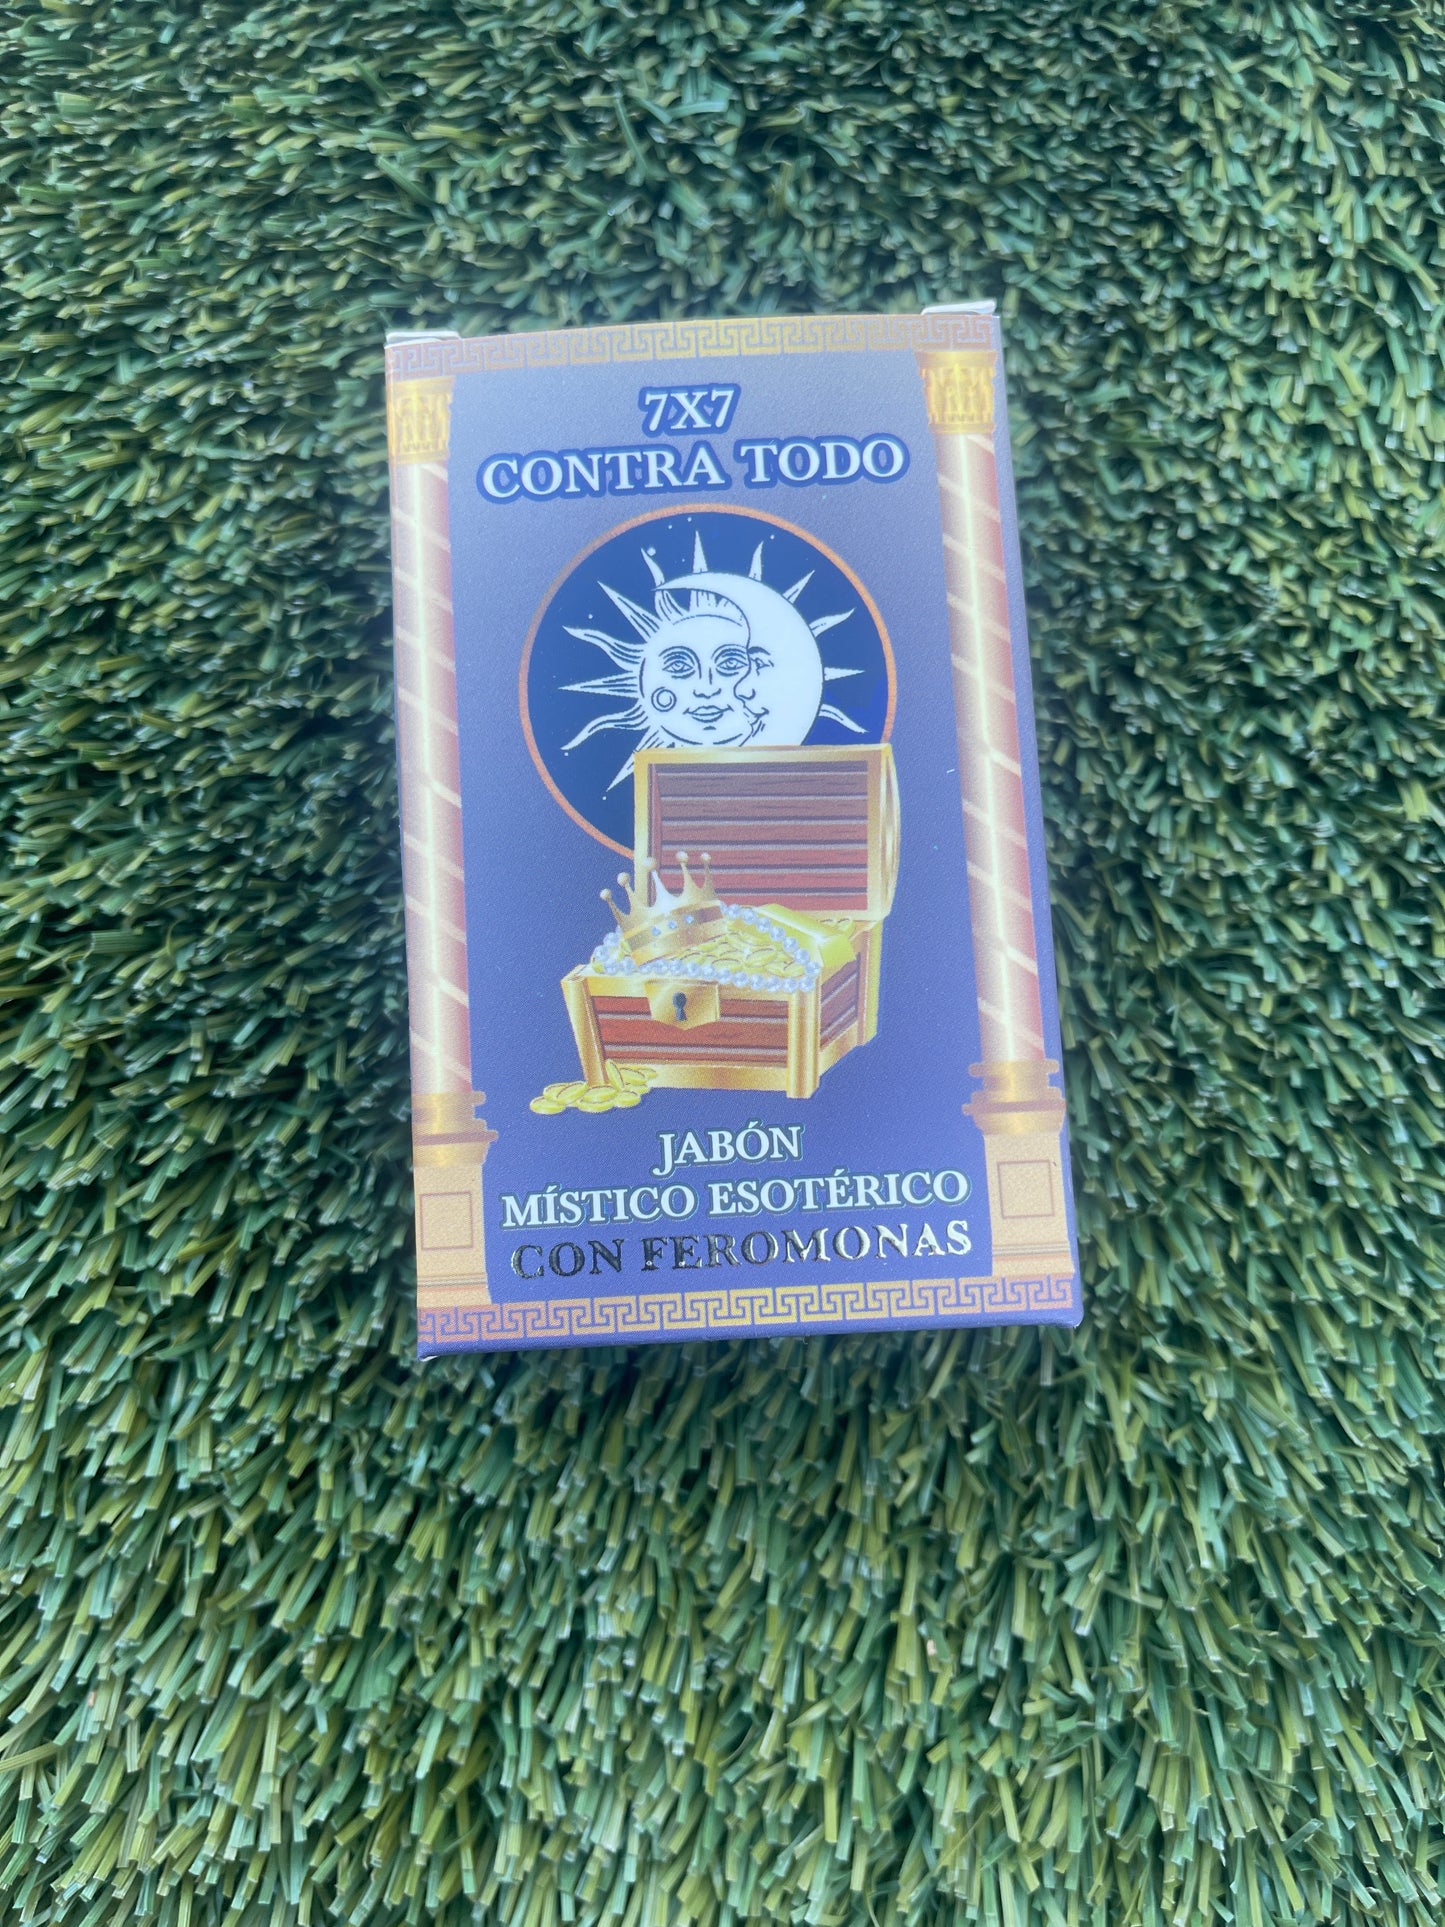 7X7
CONTRA TODO
JABÓN
MÍSTICO ESOTÉRICO
CON FEROMONAS